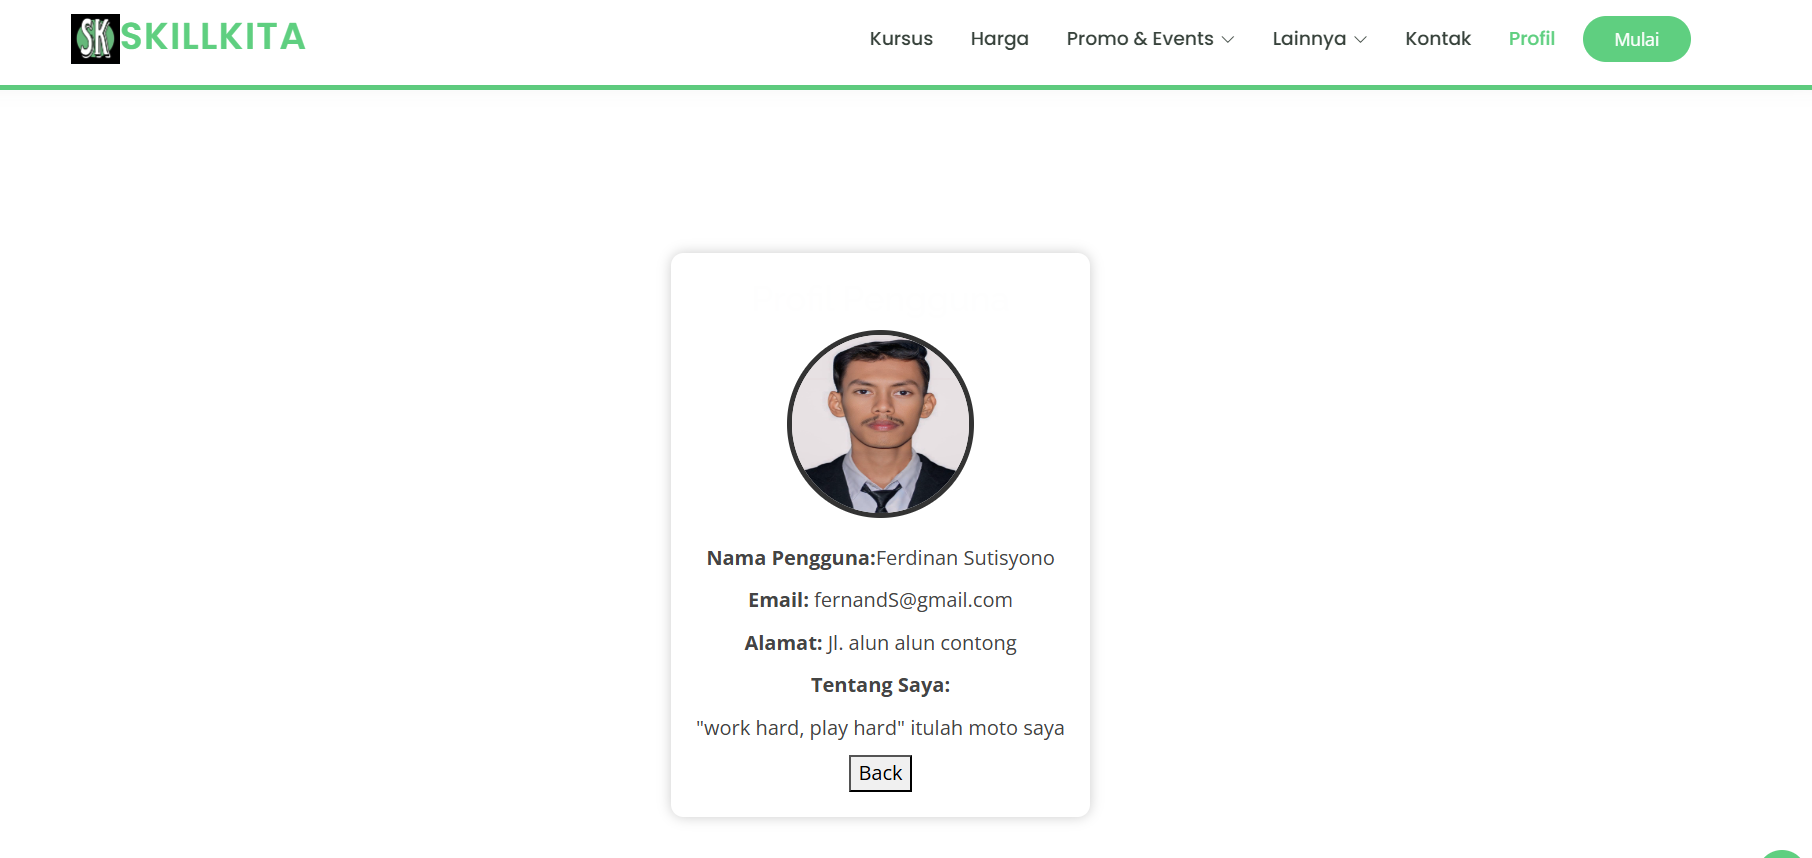 SK SKILLKITA
Kursus Harga Promo & Events Lainnya Kontak Profil Mulai
Nama Pengguna:Ferdinan Sutisyono
Email: fernandS@gmail.com
Alamat: Jl. alun alun contong
Tentang Saya:
"work hard, play hard" itulah moto saya
Back